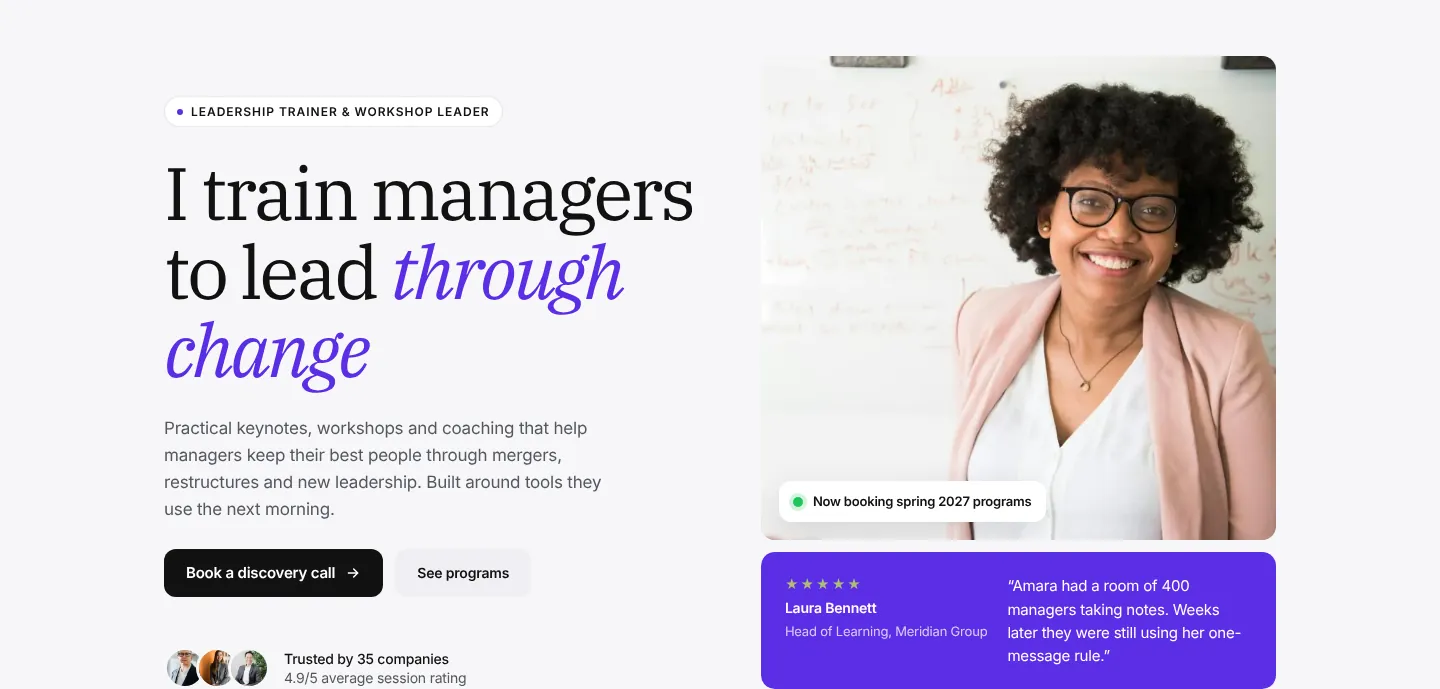 LEADERSHIP TRAINER & WORKSHOP LEADER
I train managers
to lead through
change
Practical keynotes, workshops and coaching that help
managers keep their best people through mergers,
restructures and new leadership. Built around tools they
use the next morning.
Book a discovery call →
See programs
Trusted by 35 companies
4.9/5 average session rating
Now booking spring 2027 programs
★★★★★
Laura Bennett
Head of Learning, Meridian Group
“Amara had a room of 400
managers taking notes. Weeks
later they were still using her one-
message rule.”